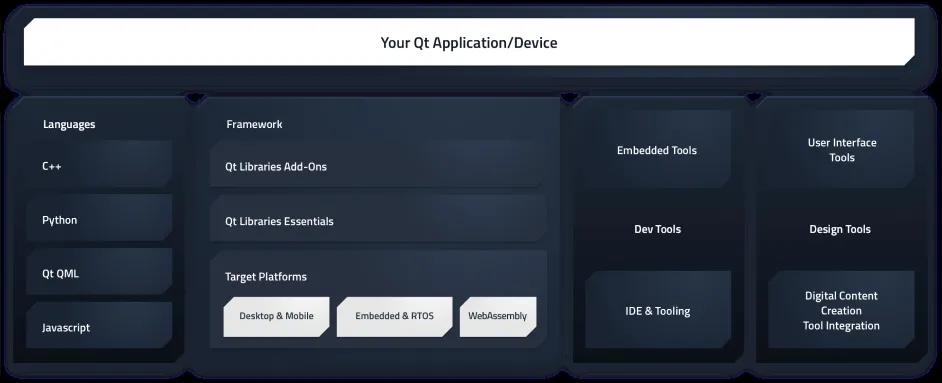 Your Qt Application/Device
Languages
C++
Python
Qt QML
Javascript
Framework
Qt Libraries Add-Ons
Qt Libraries Essentials
Target Platforms
Desktop & Mobile
Embedded & RTOS
WebAssembly
Embedded Tools
Dev Tools
IDE & Tooling
User Interface
Tools
Design Tools
Digital Content
Creation
Tool Integration